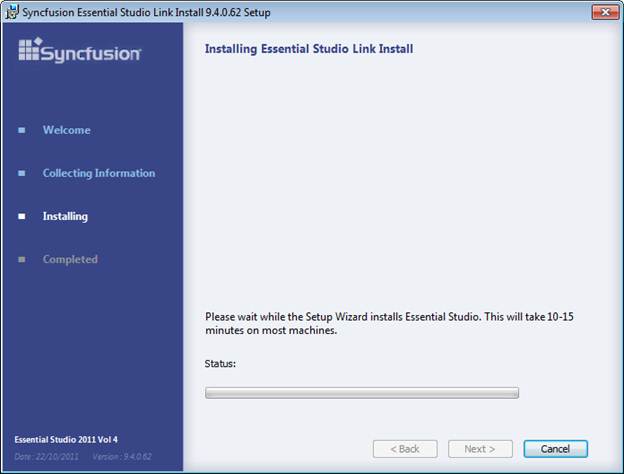 Syncfusion Essential Studio Link Install 9.4.0.62 Setup
Syncfusion
Welcome
Collecting Information
Installing
Completed
Essential Studio 2011 Vol 4
Date : 22/10/2011 Version : 9.4.0.62
Installing Essential Studio Link Install
Please wait while the Setup Wizard installs Essential Studio. This will take 10-15
minutes on most machines.
Status:
< Back Next > Cancel